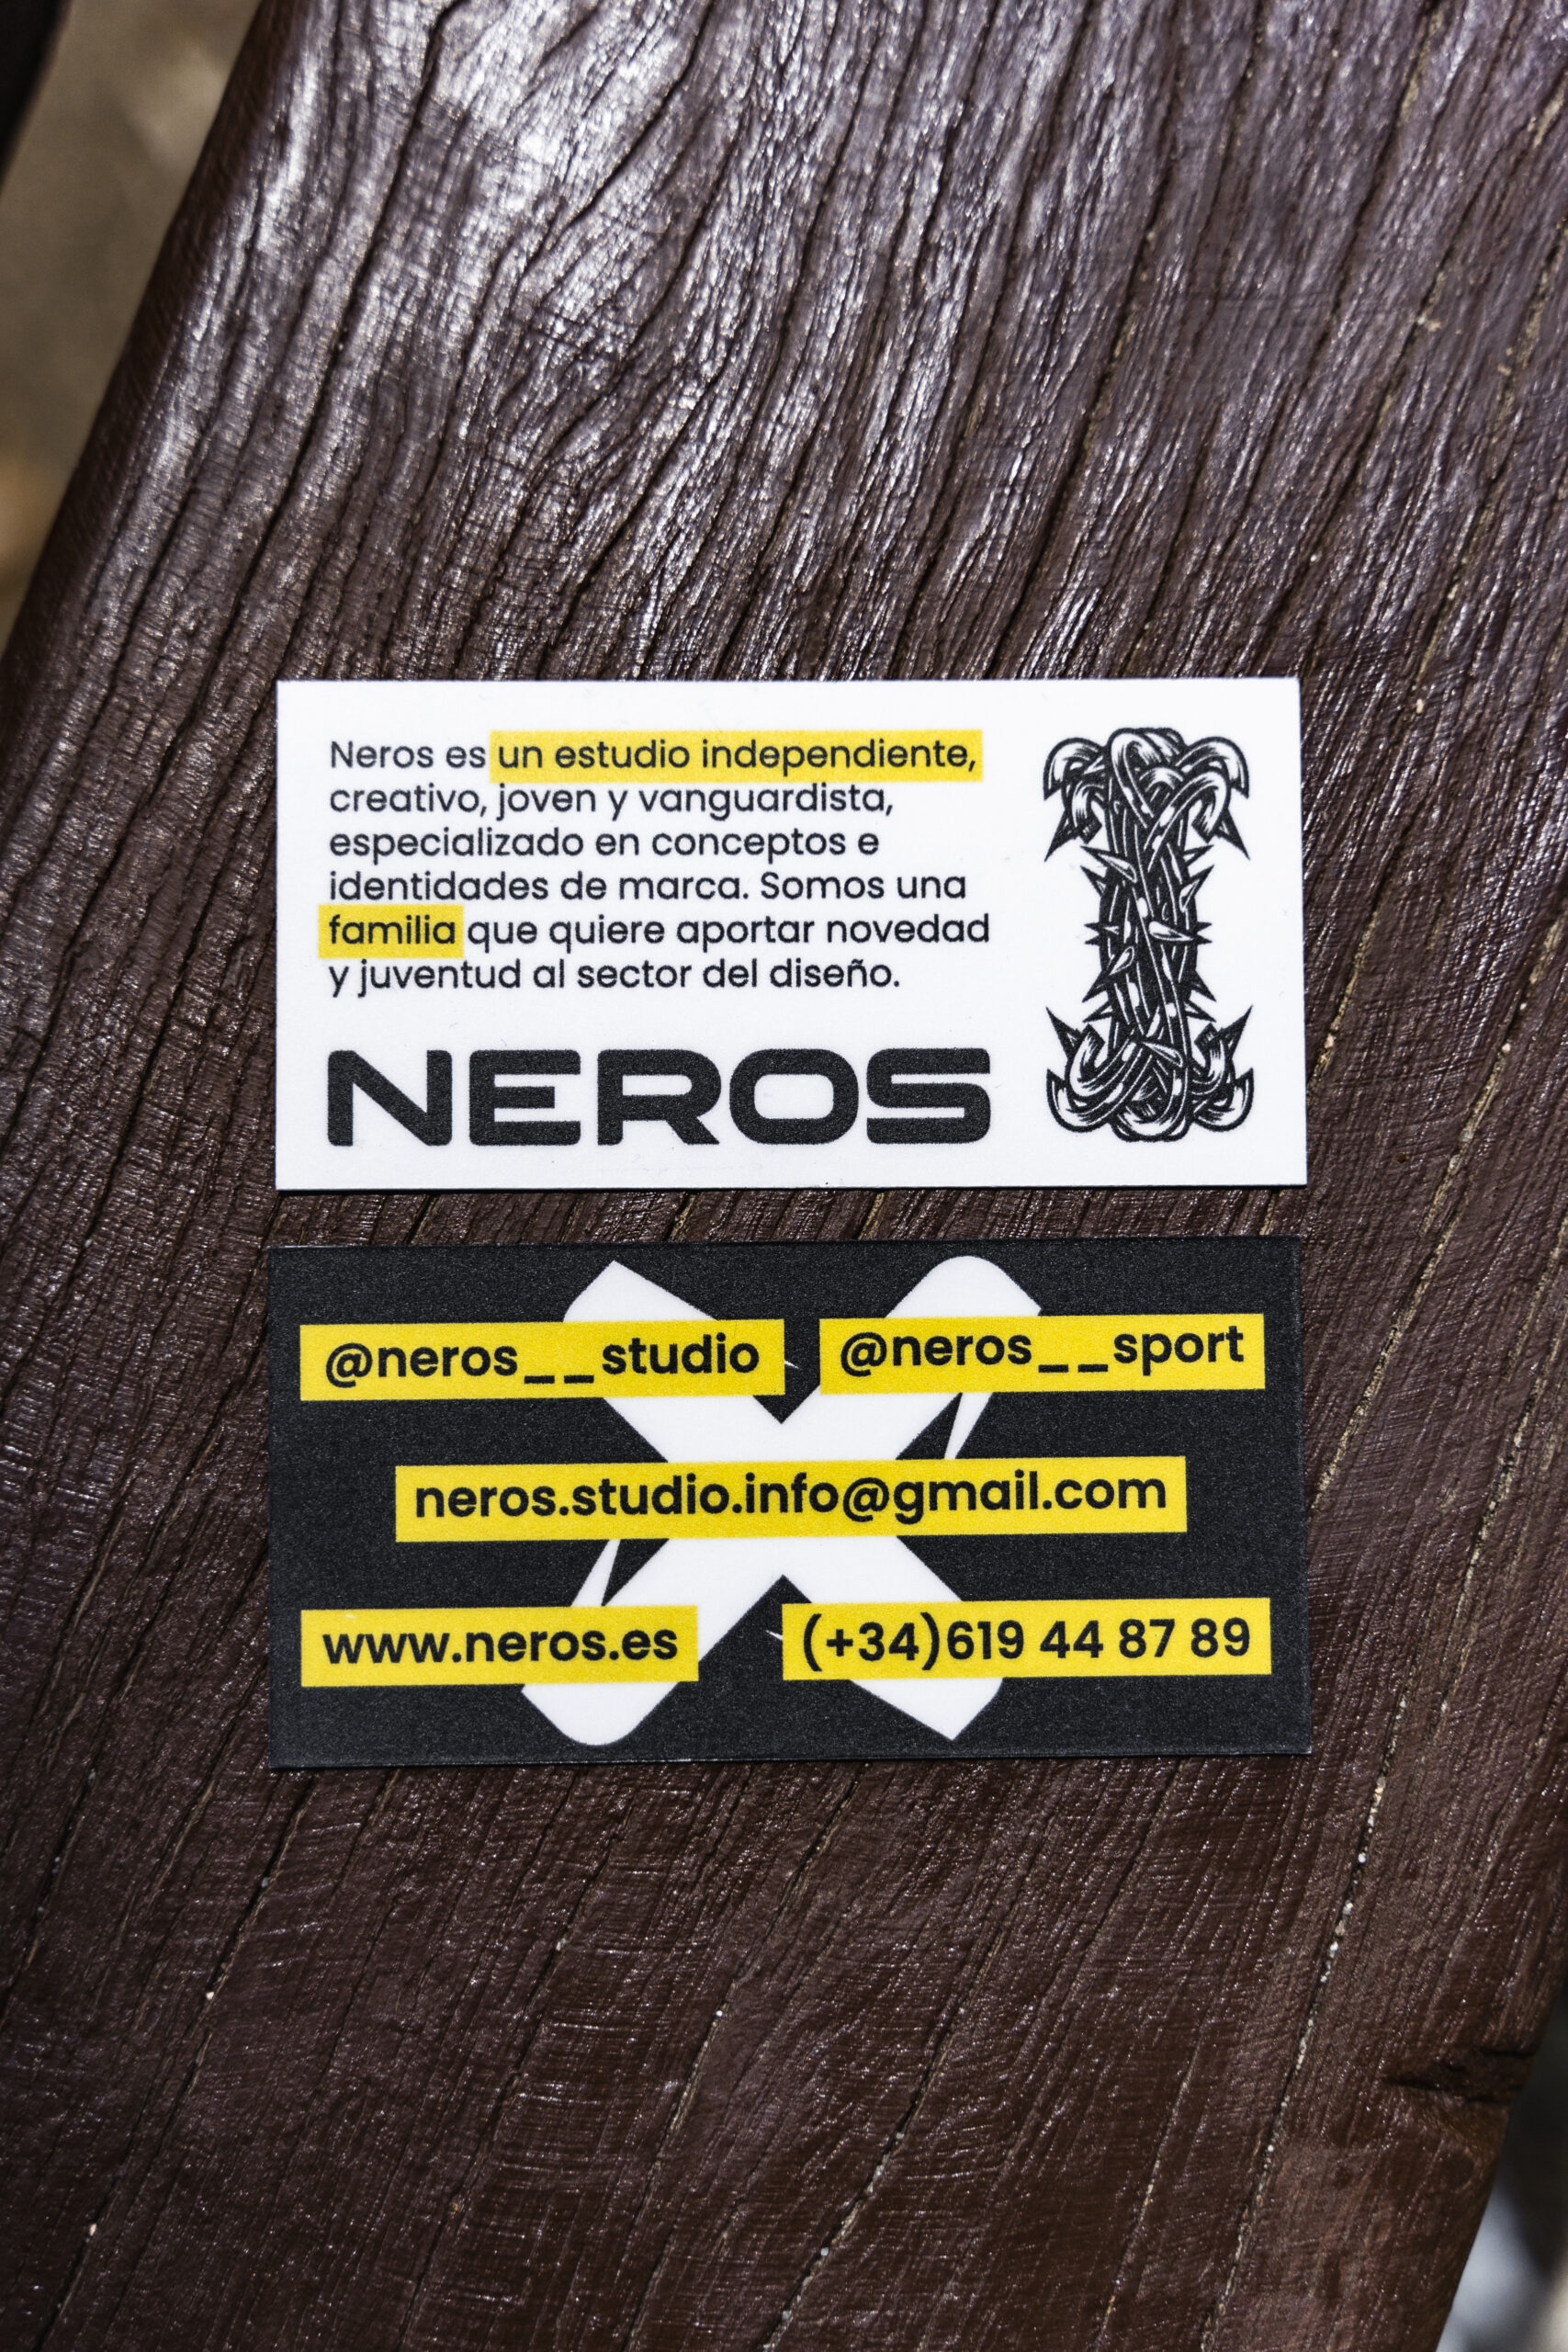 Neros es un estudio independiente,
creativo, joven y vanguardista,
especializado en conceptos e
identidades de marca. Somos una
familia que quiere aportar novedad
y juventud al sector del diseño.
NEROS
@neros__studio @neros__sport
neros.studio.info@gmail.com
www.neros.es (+34)619 44 87 89